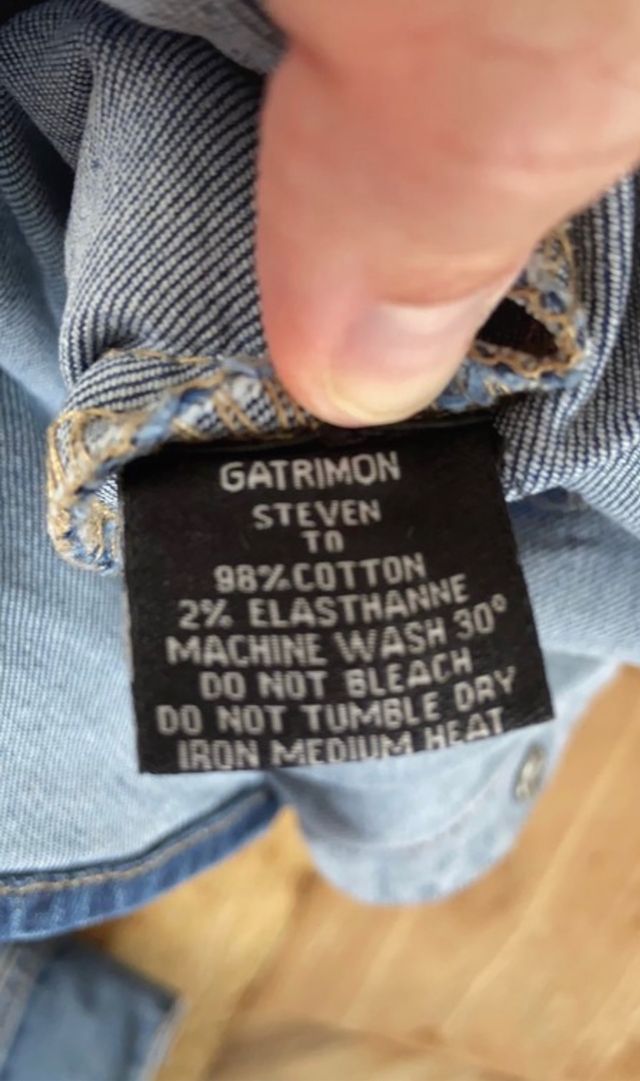 GATRIMON
STEVEN
T0
98% COTTON
2% ELASTHANNE
MACHINE WASH 30°
DO NOT BLEACH
DO NOT TUMBLE DRY
IRON MEDIUM HEAT